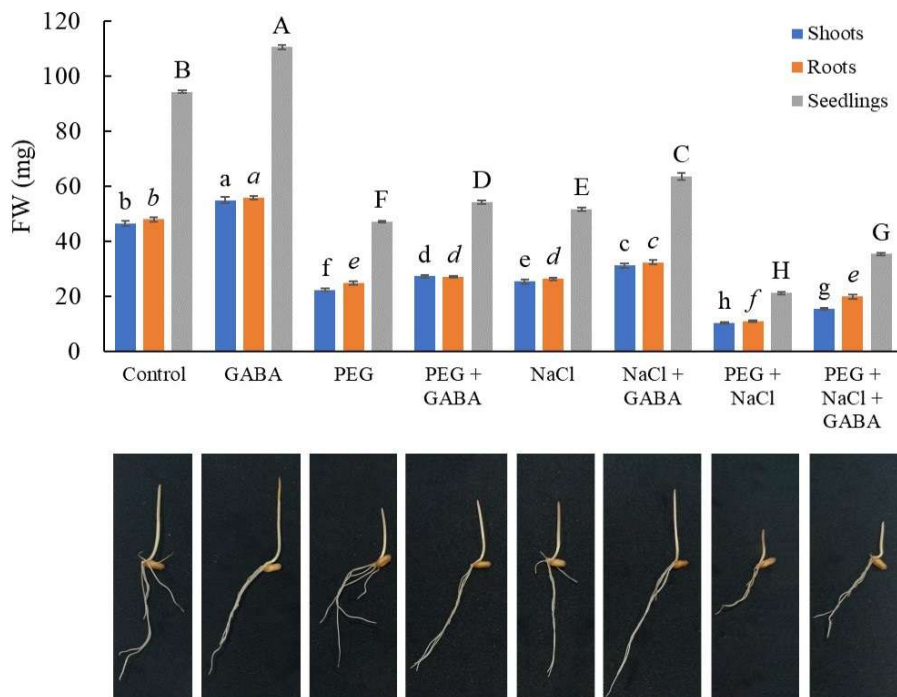 120
100
80
60
40
20
0
FW (mg)
Shoots
Roots
Seedlings
b b B
a a A
f e F
d d D
e d E
c c C
h f H
g e G
Control
GABA
PEG
PEG +
GABA
NaCl
NaCl +
GABA
PEG +
NaCl
PEG +
NaCl +
GABA